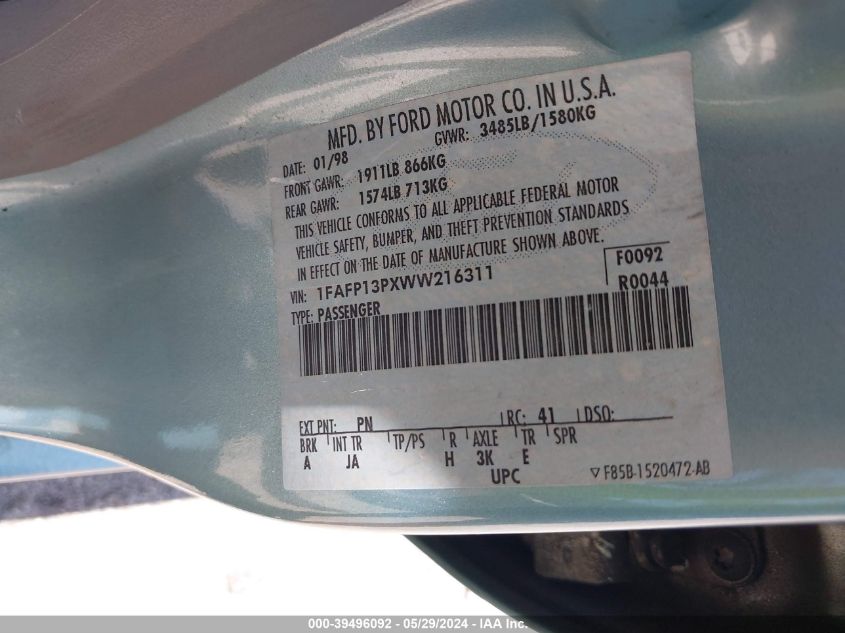 MFD. BY FORD MOTOR CO. IN U.S.A.
DATE: 01/98 GVWR: 3485LB/1580KG
FRONT GAWR: 1911LB 866KG
REAR GAWR: 1574LB 713KG
THIS VEHICLE CONFORMS TO ALL APPLICABLE FEDERAL MOTOR
VEHICLE SAFETY, BUMPER, AND THEFT PREVENTION STANDARDS
IN EFFECT ON THE DATE OF MANUFACTURE SHOWN ABOVE.
VIN: 1FAFP13PXWW216311 F0092
TYPE: PASSENGER R0044
EXT PNT: PN RC: 41 DSO:
BRK INT TR TP/PS R AXLE TR SPR
A JA H 3K E
UPC ▽F85B-1520472-AB
000-39496092 - 05/29/2024 - IAA Inc.